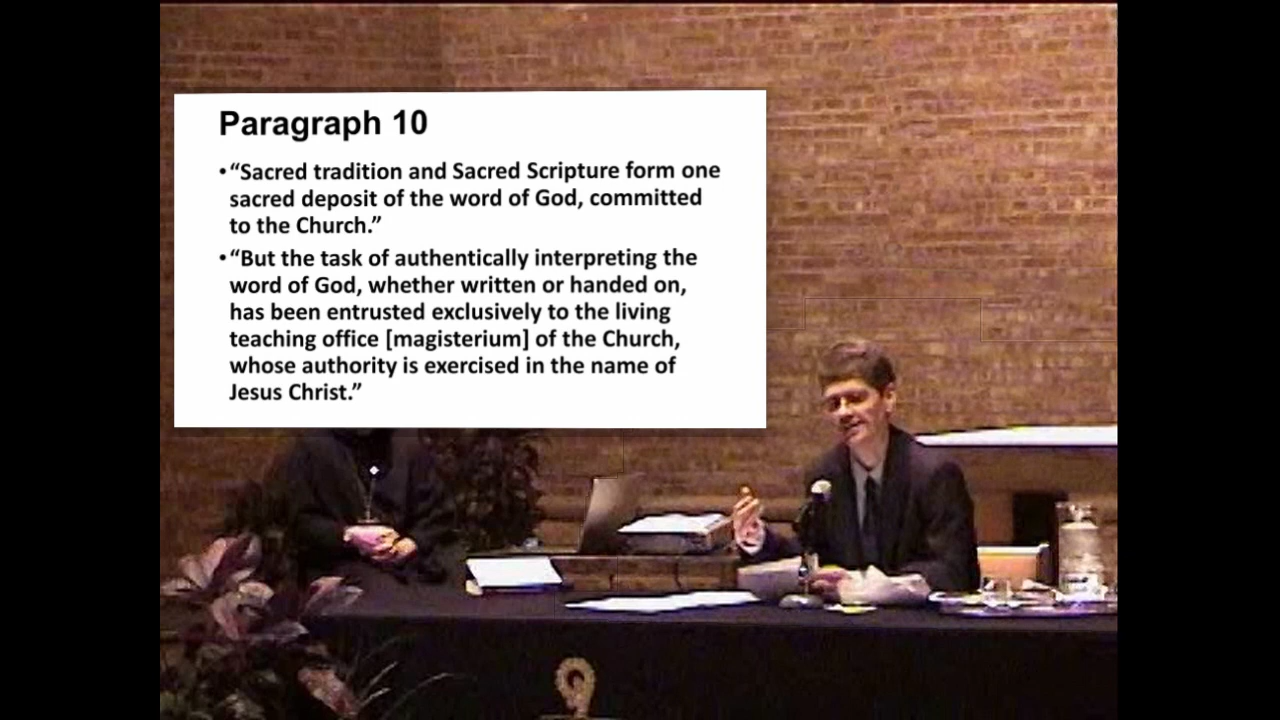 Paragraph 10
•“Sacred tradition and Sacred Scripture form one
sacred deposit of the word of God, committed
to the Church.”
•“But the task of authentically interpreting the
word of God, whether written or handed on,
has been entrusted exclusively to the living
teaching office [magisterium] of the Church,
whose authority is exercised in the name of
Jesus Christ.”